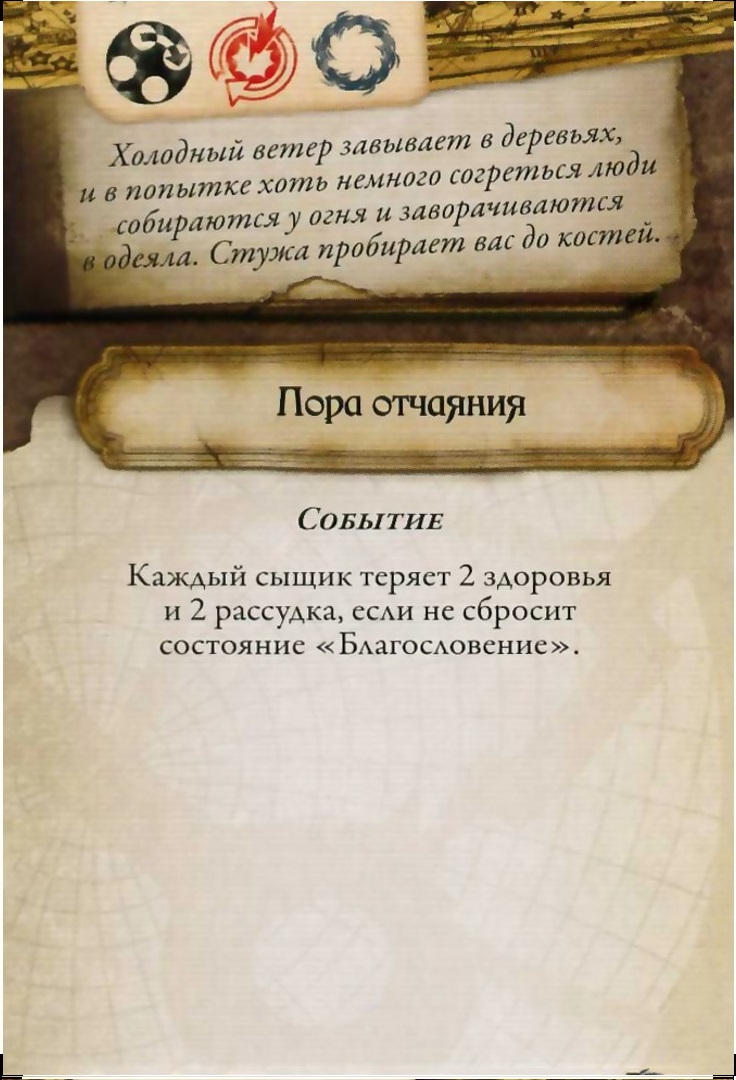 Холодный ветер завывает в деревьях,
и в попытке хоть немного согреться люди
собираются у огня и заворачиваются
в одеяла. Стужа пробирает вас до костей.
Пора отчаяния
Событие
Каждый сыщик теряет 2 здоровья
и 2 рассудка, если не сбросит
состояние «Благословение».